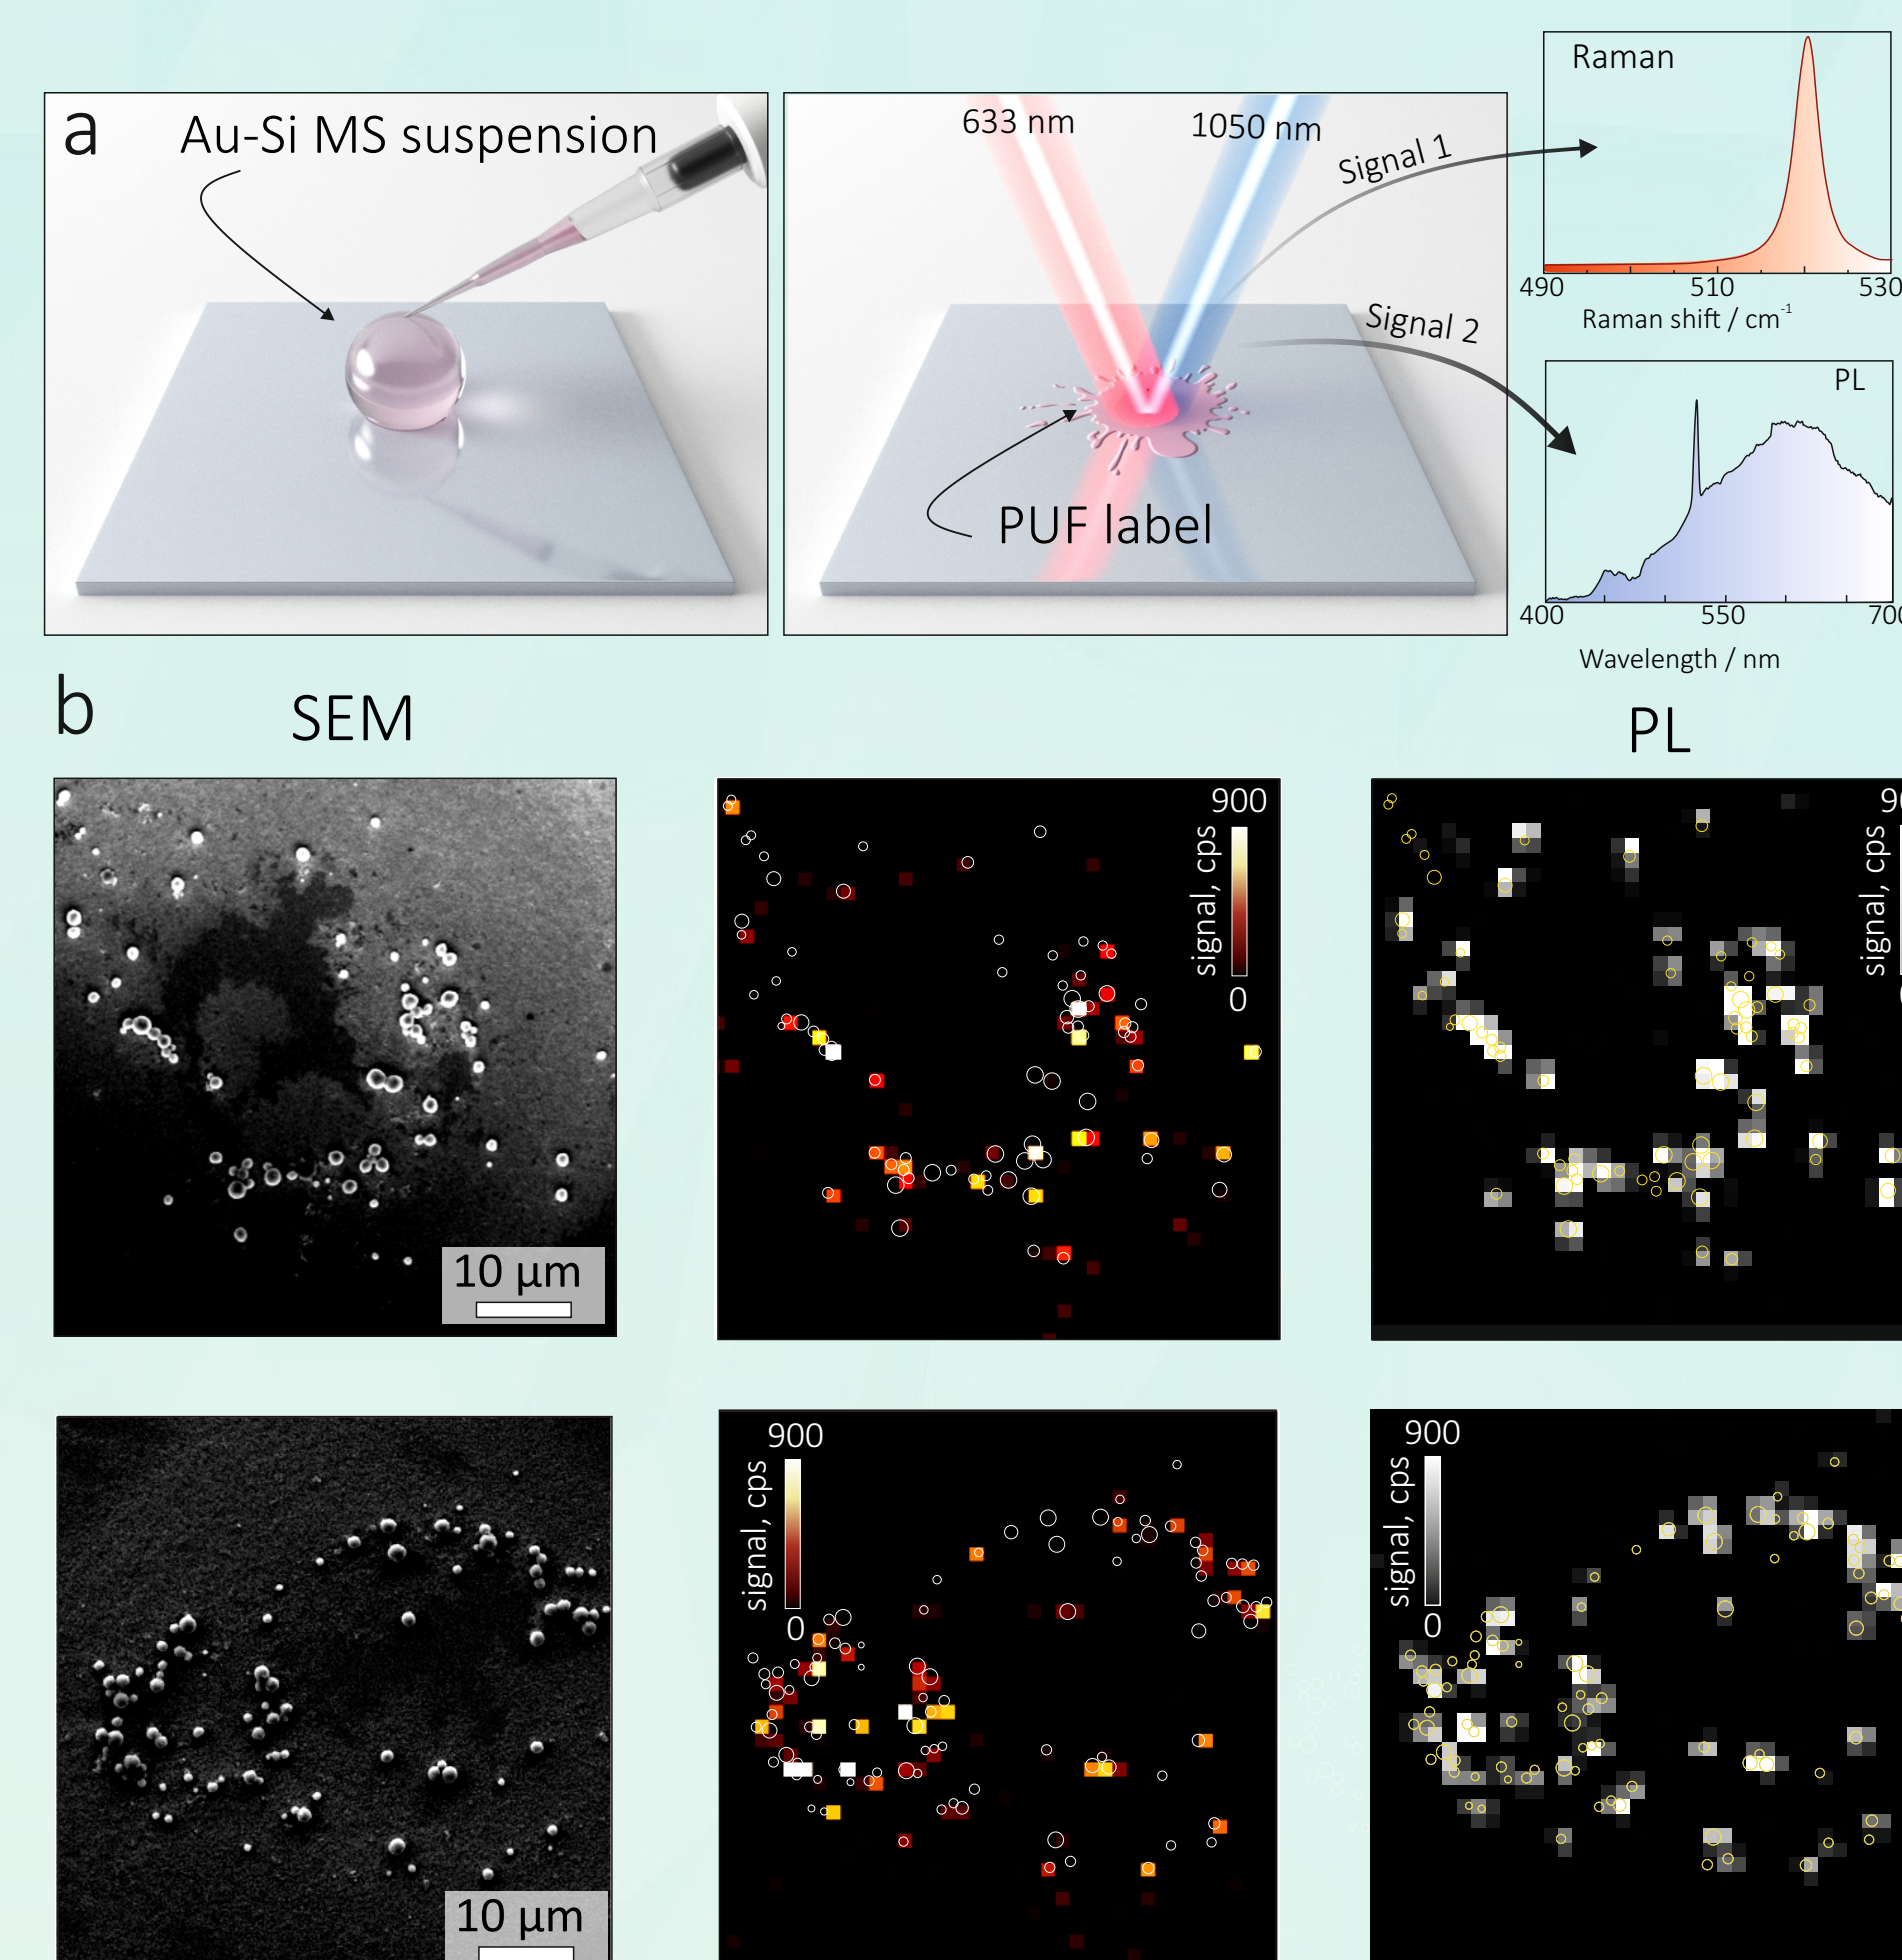 a
Au-Si MS suspension
633 nm
1050 nm
Signal 1
Signal 2
PUF label
Raman
490 510 530
Raman shift / cm⁻¹
PL
400 550
Wavelength / nm
b
SEM
PL
10 µm
900
signal, cps
0
signal, cps
10 µm
900
signal, cps
0
900
signal, cps
0